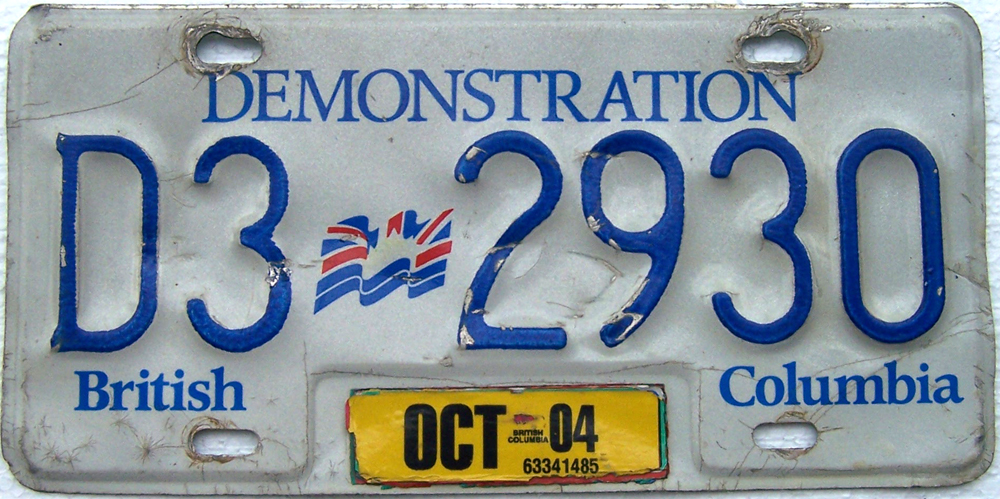 DEMONSTRATION
D3 2930
British Columbia
OCT BRITISH COLUMBIA 04
63341485